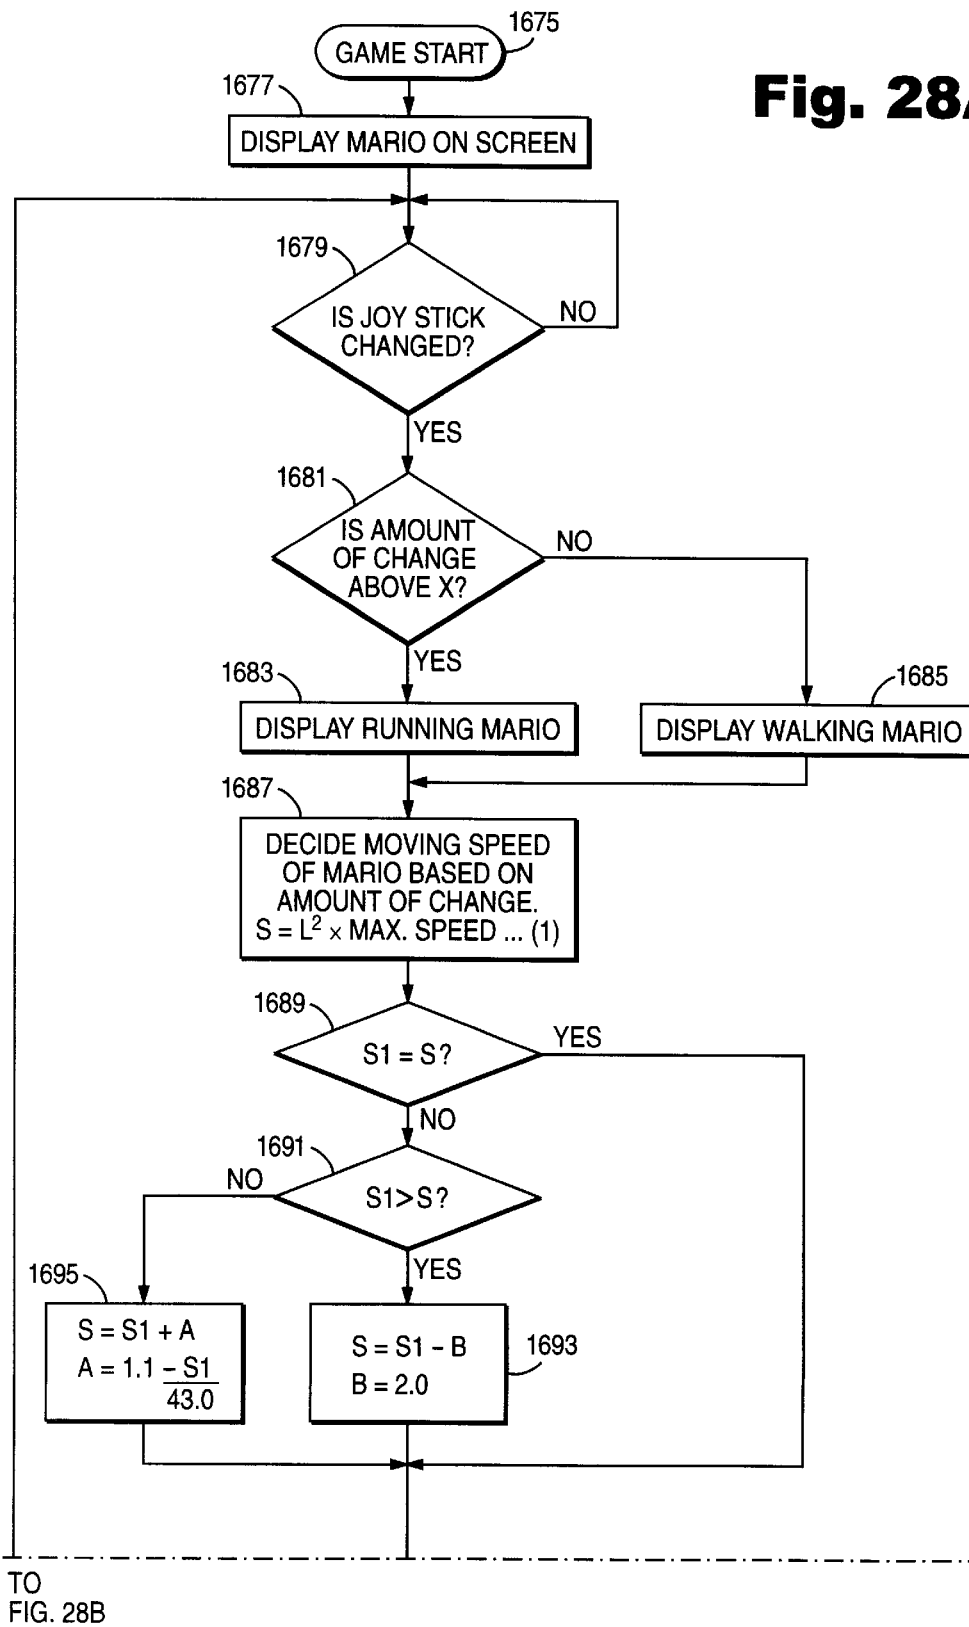 1675
GAME START
Fig. 28A
1677
DISPLAY MARIO ON SCREEN
1679
IS JOY STICK
CHANGED?
NO
YES
1681
IS AMOUNT
OF CHANGE
ABOVE X?
NO
YES
1683
DISPLAY RUNNING MARIO
1685
DISPLAY WALKING MARIO
1687
DECIDE MOVING SPEED
OF MARIO BASED ON
AMOUNT OF CHANGE.
S = L² × MAX. SPEED ... (1)
1689
S1 = S?
YES
NO
1691
S1>S?
NO
YES
1695
S = S1 + A
A = 1.1 – S1
43.0
S = S1 – B
B = 2.0
1693
TO
FIG. 28B